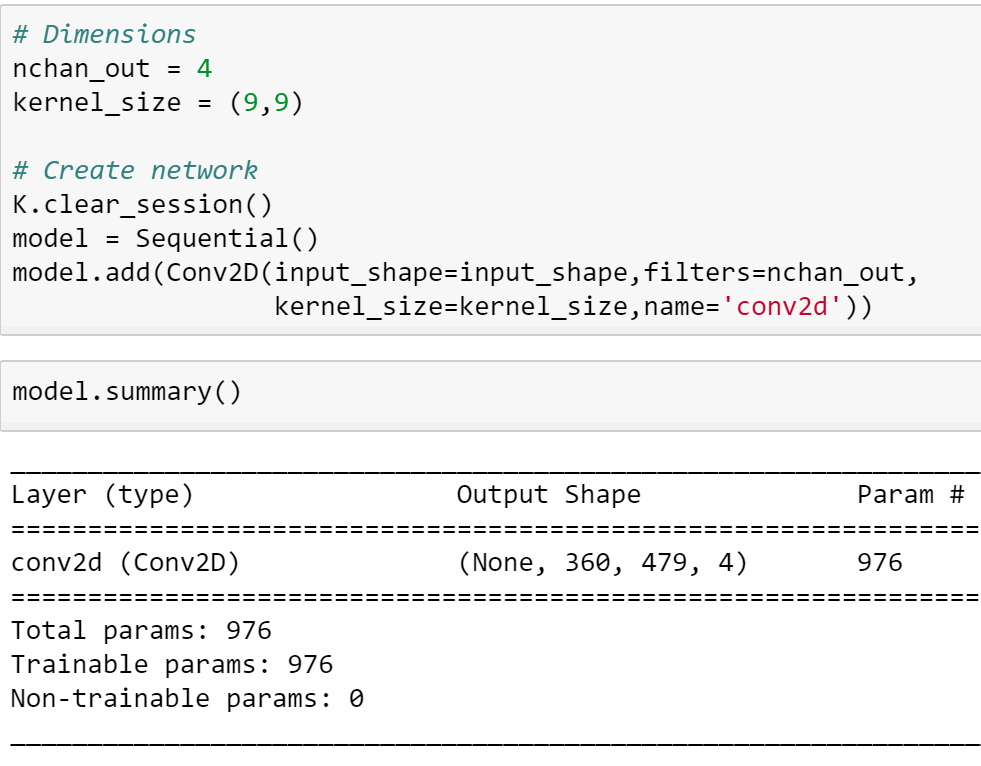 # Dimensions
nchan_out = 4
kernel_size = (9,9)

# Create network
K.clear_session()
model = Sequential()
model.add(Conv2D(input_shape=input_shape,filters=nchan_out,
                 kernel_size=kernel_size,name='conv2d'))
model.summary()
_______________________________________________________________
Layer (type)                 Output Shape              Param #
===============================================================
conv2d (Conv2D)              (None, 360, 479, 4)       976
===============================================================
Total params: 976
Trainable params: 976
Non-trainable params: 0
_______________________________________________________________